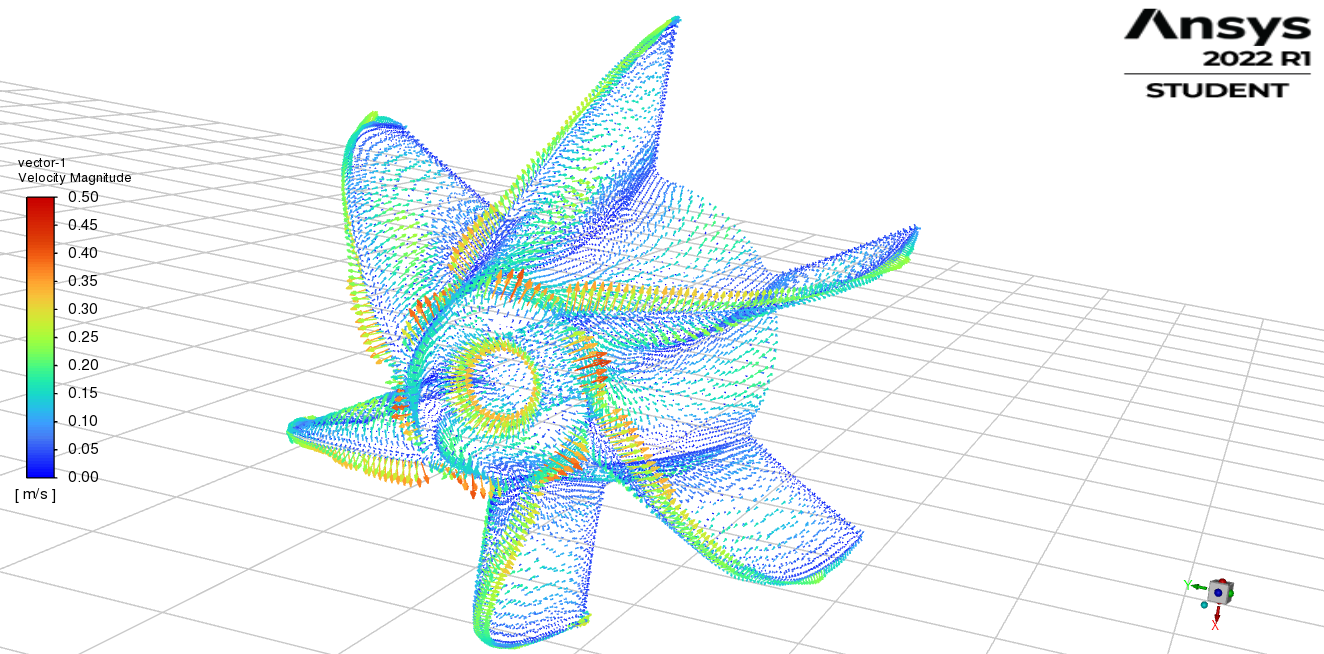 Ansys
2022 R1
STUDENT
vector-1
Velocity Magnitude
0.50
0.45
0.40
0.35
0.30
0.25
0.20
0.15
0.10
0.05
0.00
[ m/s ]
Y
X